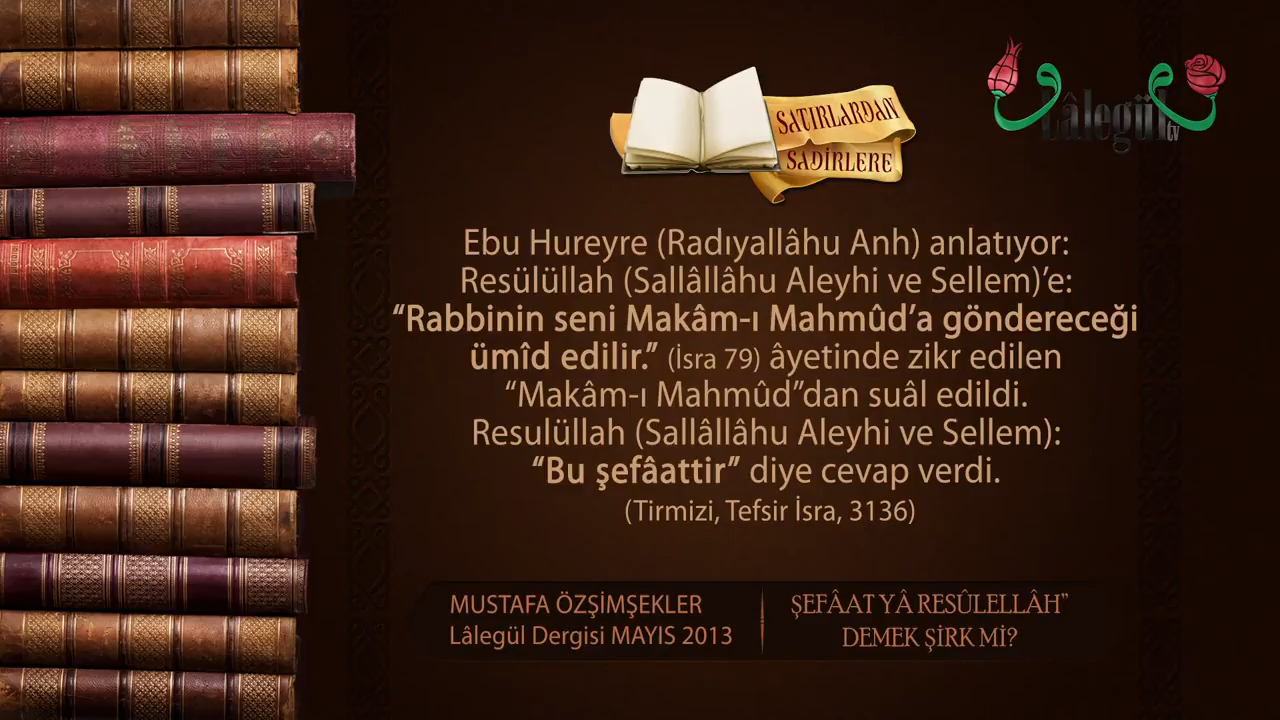 Lâlegül tv
SATIRLARDAN
SADIRLERE
Ebu Hureyre (Radıyallâhu Anh) anlatıyor:
Resülüllah (Sallâllâhu Aleyhi ve Sellem)’e:
“Rabbinin seni Makâm-ı Mahmûd’a göndereceği
ümîd edilir.” (İsra 79) âyetinde zikr edilen
“Makâm-ı Mahmûd”dan suâl edildi.
Resulüllah (Sallâllâhu Aleyhi ve Sellem):
“Bu şefâattir” diye cevap verdi.
(Tirmizi, Tefsir İsra, 3136)
MUSTAFA ÖZŞİMŞEKLER
Lâlegül Dergisi MAYIS 2013
ŞEFÂAT YÂ RESÛLELLÂH”
DEMEK ŞİRK Mİ?